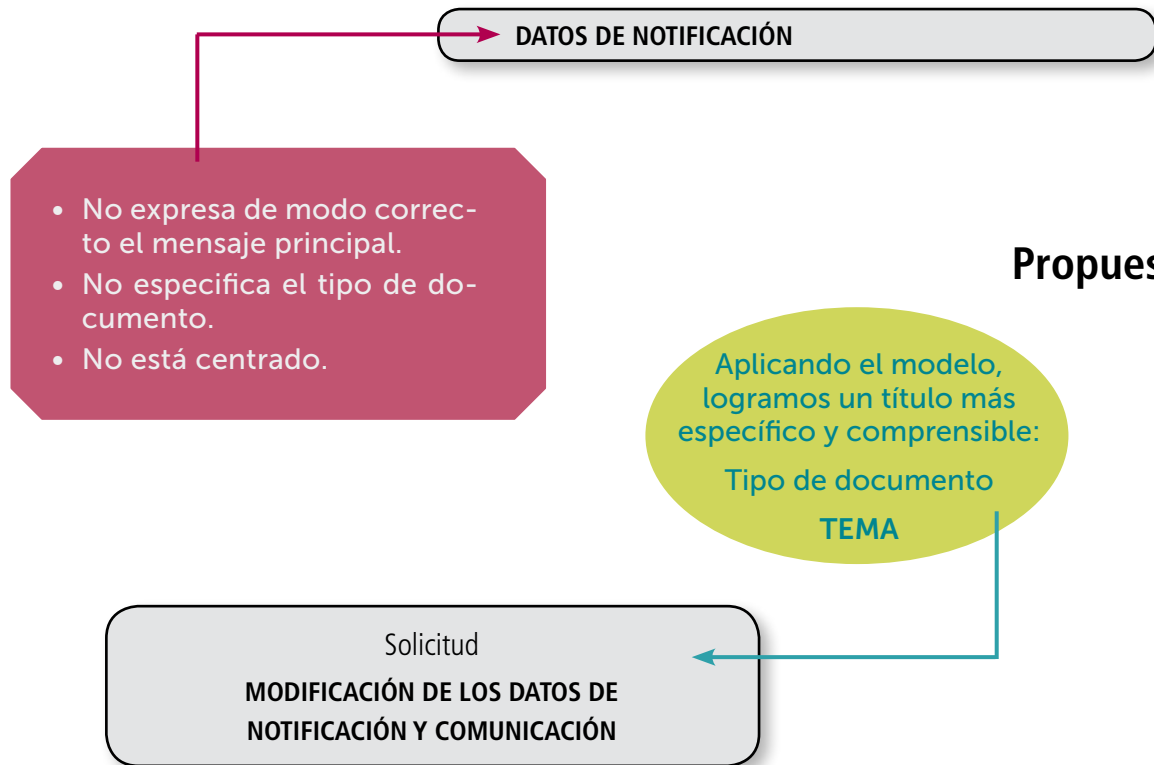 DATOS DE NOTIFICACIÓN
• No expresa de modo correc-
to el mensaje principal.
• No especifica el tipo de do-
cumento.
• No está centrado.
Propues
Aplicando el modelo,
logramos un título más
específico y comprensible:
Tipo de documento
TEMA
Solicitud
MODIFICACIÓN DE LOS DATOS DE
NOTIFICACIÓN Y COMUNICACIÓN